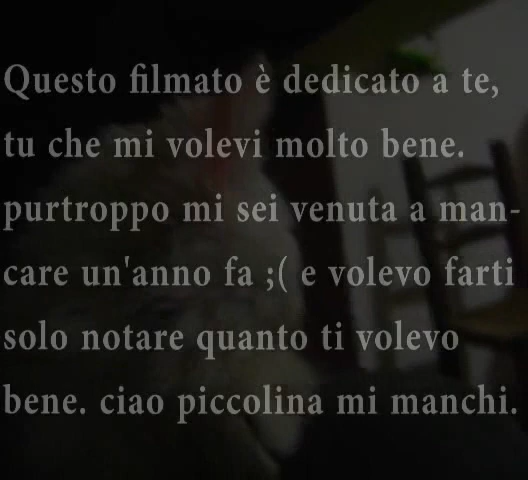 Questo filmato è dedicato a te,
tu che mi volevi molto bene.
purtroppo mi sei venuta a man-
care un'anno fa ;( e volevo farti
solo notare quanto ti volevo
bene. ciao piccolina mi manchi.